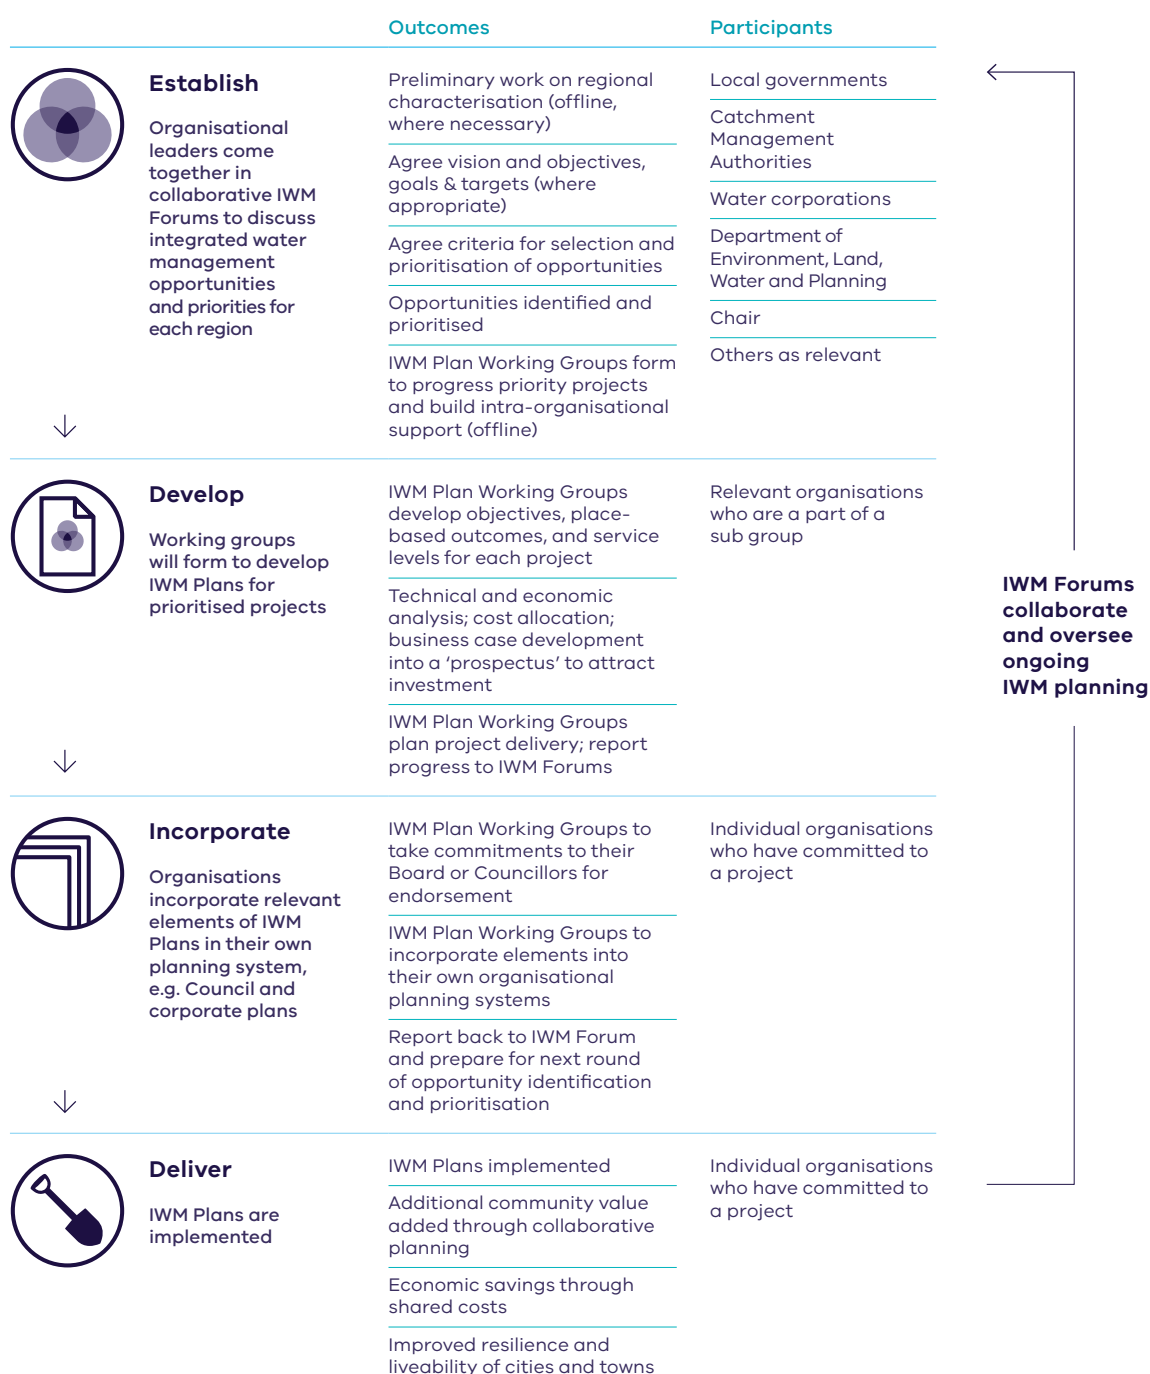 Outcomes
Participants
Establish
Organisational
leaders come
together in
collaborative IWM
Forums to discuss
integrated water
management
opportunities
and priorities for
each region
Preliminary work on regional
characterisation (offline,
where necessary)
Agree vision and objectives,
goals & targets (where
appropriate)
Agree criteria for selection and
prioritisation of opportunities
Opportunities identified and
prioritised
IWM Plan Working Groups form
to progress priority projects
and build intra-organisational
support (offline)
Local governments
Catchment
Management
Authorities
Water corporations
Department of
Environment, Land,
Water and Planning
Chair
Others as relevant
Develop
Working groups
will form to develop
IWM Plans for
prioritised projects
IWM Plan Working Groups
develop objectives, place-
based outcomes, and service
levels for each project
Technical and economic
analysis; cost allocation;
business case development
into a ‘prospectus’ to attract
investment
IWM Plan Working Groups
plan project delivery; report
progress to IWM Forums
Relevant organisations
who are a part of a
sub group
Incorporate
Organisations
incorporate relevant
elements of IWM
Plans in their own
planning system,
e.g. Council and
corporate plans
IWM Plan Working Groups to
take commitments to their
Board or Councillors for
endorsement
IWM Plan Working Groups to
incorporate elements into
their own organisational
planning systems
Report back to IWM Forum
and prepare for next round
of opportunity identification
and prioritisation
Individual organisations
who have committed to
a project
Deliver
IWM Plans are
implemented
IWM Plans implemented
Additional community value
added through collaborative
planning
Economic savings through
shared costs
Improved resilience and
liveability of cities and towns
Individual organisations
who have committed to
a project
IWM Forums
collaborate
and oversee
ongoing
IWM planning